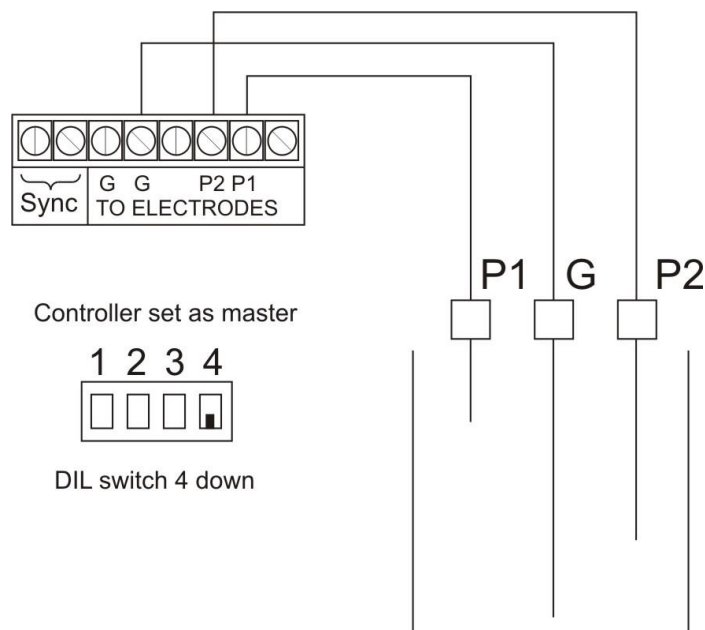 G G P2 P1
Sync TO ELECTRODES
P1 G P2
Controller set as master
1 2 3 4
DIL switch 4 down